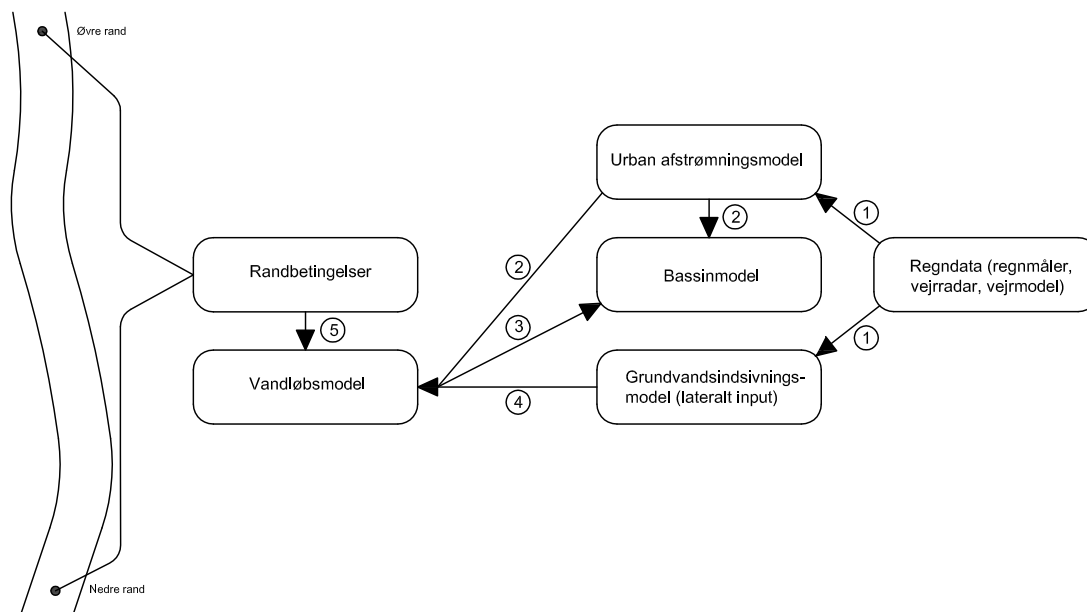 Øvre rand
Urban afstrømningsmodel
1
2
2
Randbetingelser
Bassinmodel
Regndata (regnmåler,
vejrradar, vejrmodel)
5
3
1
Vandløbsmodel
4
Grundvandsindsivnings-
model (lateralt input)
Nedre rand